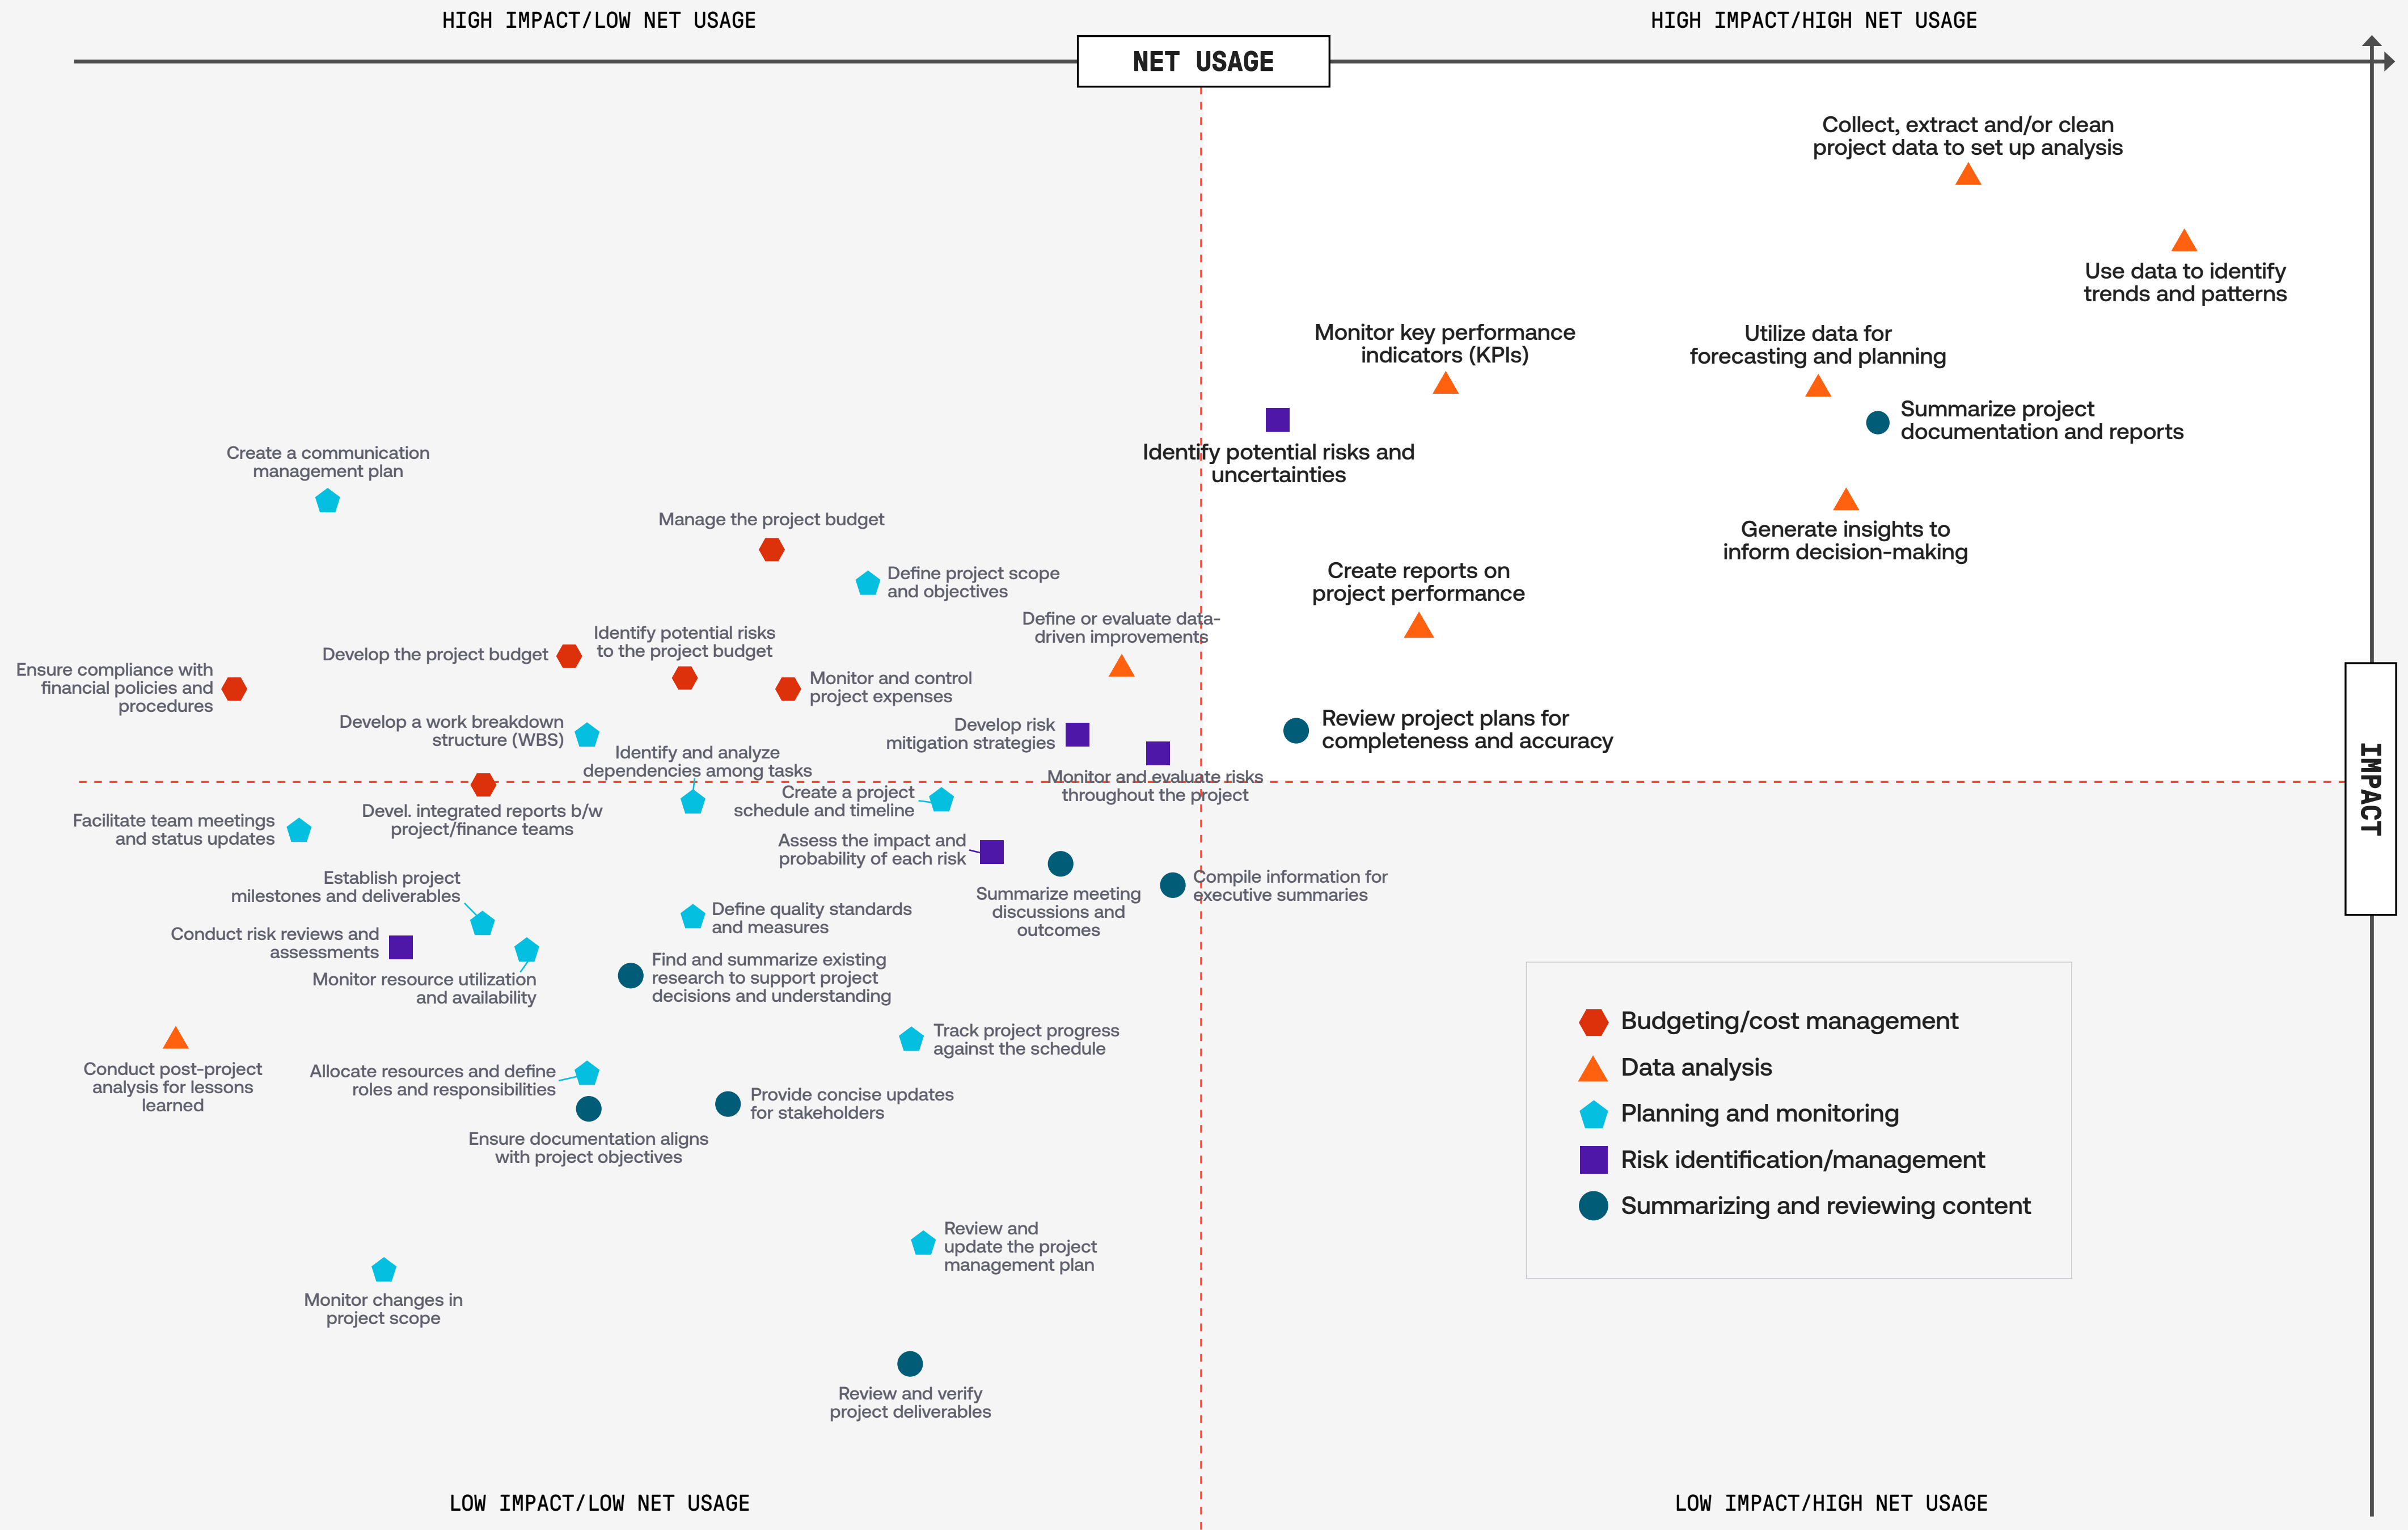 HIGH IMPACT/LOW NET USAGE
HIGH IMPACT/HIGH NET USAGE
NET USAGE
Collect, extract and/or clean
project data to set up analysis
Use data to identify
trends and patterns
Monitor key performance
indicators (KPIs)
Utilize data for
forecasting and planning
Summarize project
documentation and reports
Identify potential risks and
uncertainties
Create a communication
management plan
Generate insights to
inform decision-making
Manage the project budget
Define project scope
and objectives
Create reports on
project performance
Define or evaluate data-
driven improvements
Develop the project budget
Identify potential risks
to the project budget
Ensure compliance with
financial policies and
procedures
Monitor and control
project expenses
Develop a work breakdown
structure (WBS)
Develop risk
mitigation strategies
Review project plans for
completeness and accuracy
IMPACT
Identify and analyze
dependencies among tasks
Monitor and evaluate risks
throughout the project
Create a project
schedule and timeline
Devel. integrated reports b/w
project/finance teams
Facilitate team meetings
and status updates
Assess the impact and
probability of each risk
Summarize meeting
discussions and
outcomes
Compile information for
executive summaries
Establish project
milestones and deliverables
Define quality standards
and measures
Conduct risk reviews and
assessments
Monitor resource utilization
and availability
Find and summarize existing
research to support project
decisions and understanding
Track project progress
against the schedule
Conduct post-project
analysis for lessons
learned
Allocate resources and define
roles and responsibilities
Provide concise updates
for stakeholders
Ensure documentation aligns
with project objectives
Review and
update the project
management plan
Monitor changes in
project scope
Review and verify
project deliverables
Budgeting/cost management
Data analysis
Planning and monitoring
Risk identification/management
Summarizing and reviewing content
LOW IMPACT/LOW NET USAGE
LOW IMPACT/HIGH NET USAGE